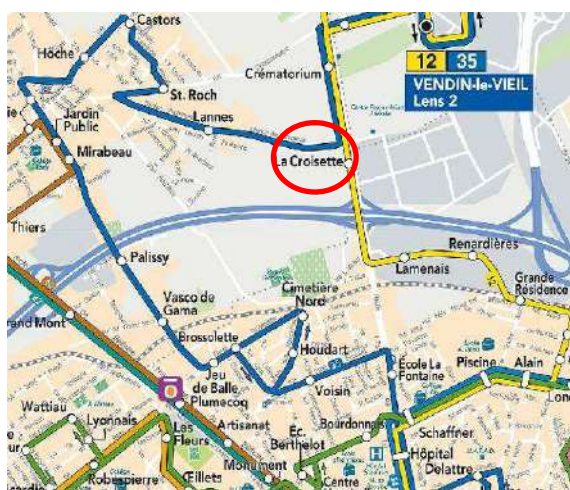 Castors
Hoche
Crématorium
12 35
VENDIN-le-VIEIL
Lens 2
St. Roch
Jardin
Public
Lannes
Mirabeau
La Croisette
Thiers
Renardières
Palissy
Lamenais
Grande
Résidence
Cimetière
Nord
Vasco de
Gama
rand Mont
Brossolette
Houdart
École La
Fontaine
Piscine
Alain
Jeu
de Balle
Plumecoq
Voisin
Lon
Wattiau
Lyonnais
Les
Fleurs
Artisanat
Éc.
Berthelot
Bourdonnais
Schaffner
Hôpital
Delattre
Robespierre
Œillets
Monument
Centre